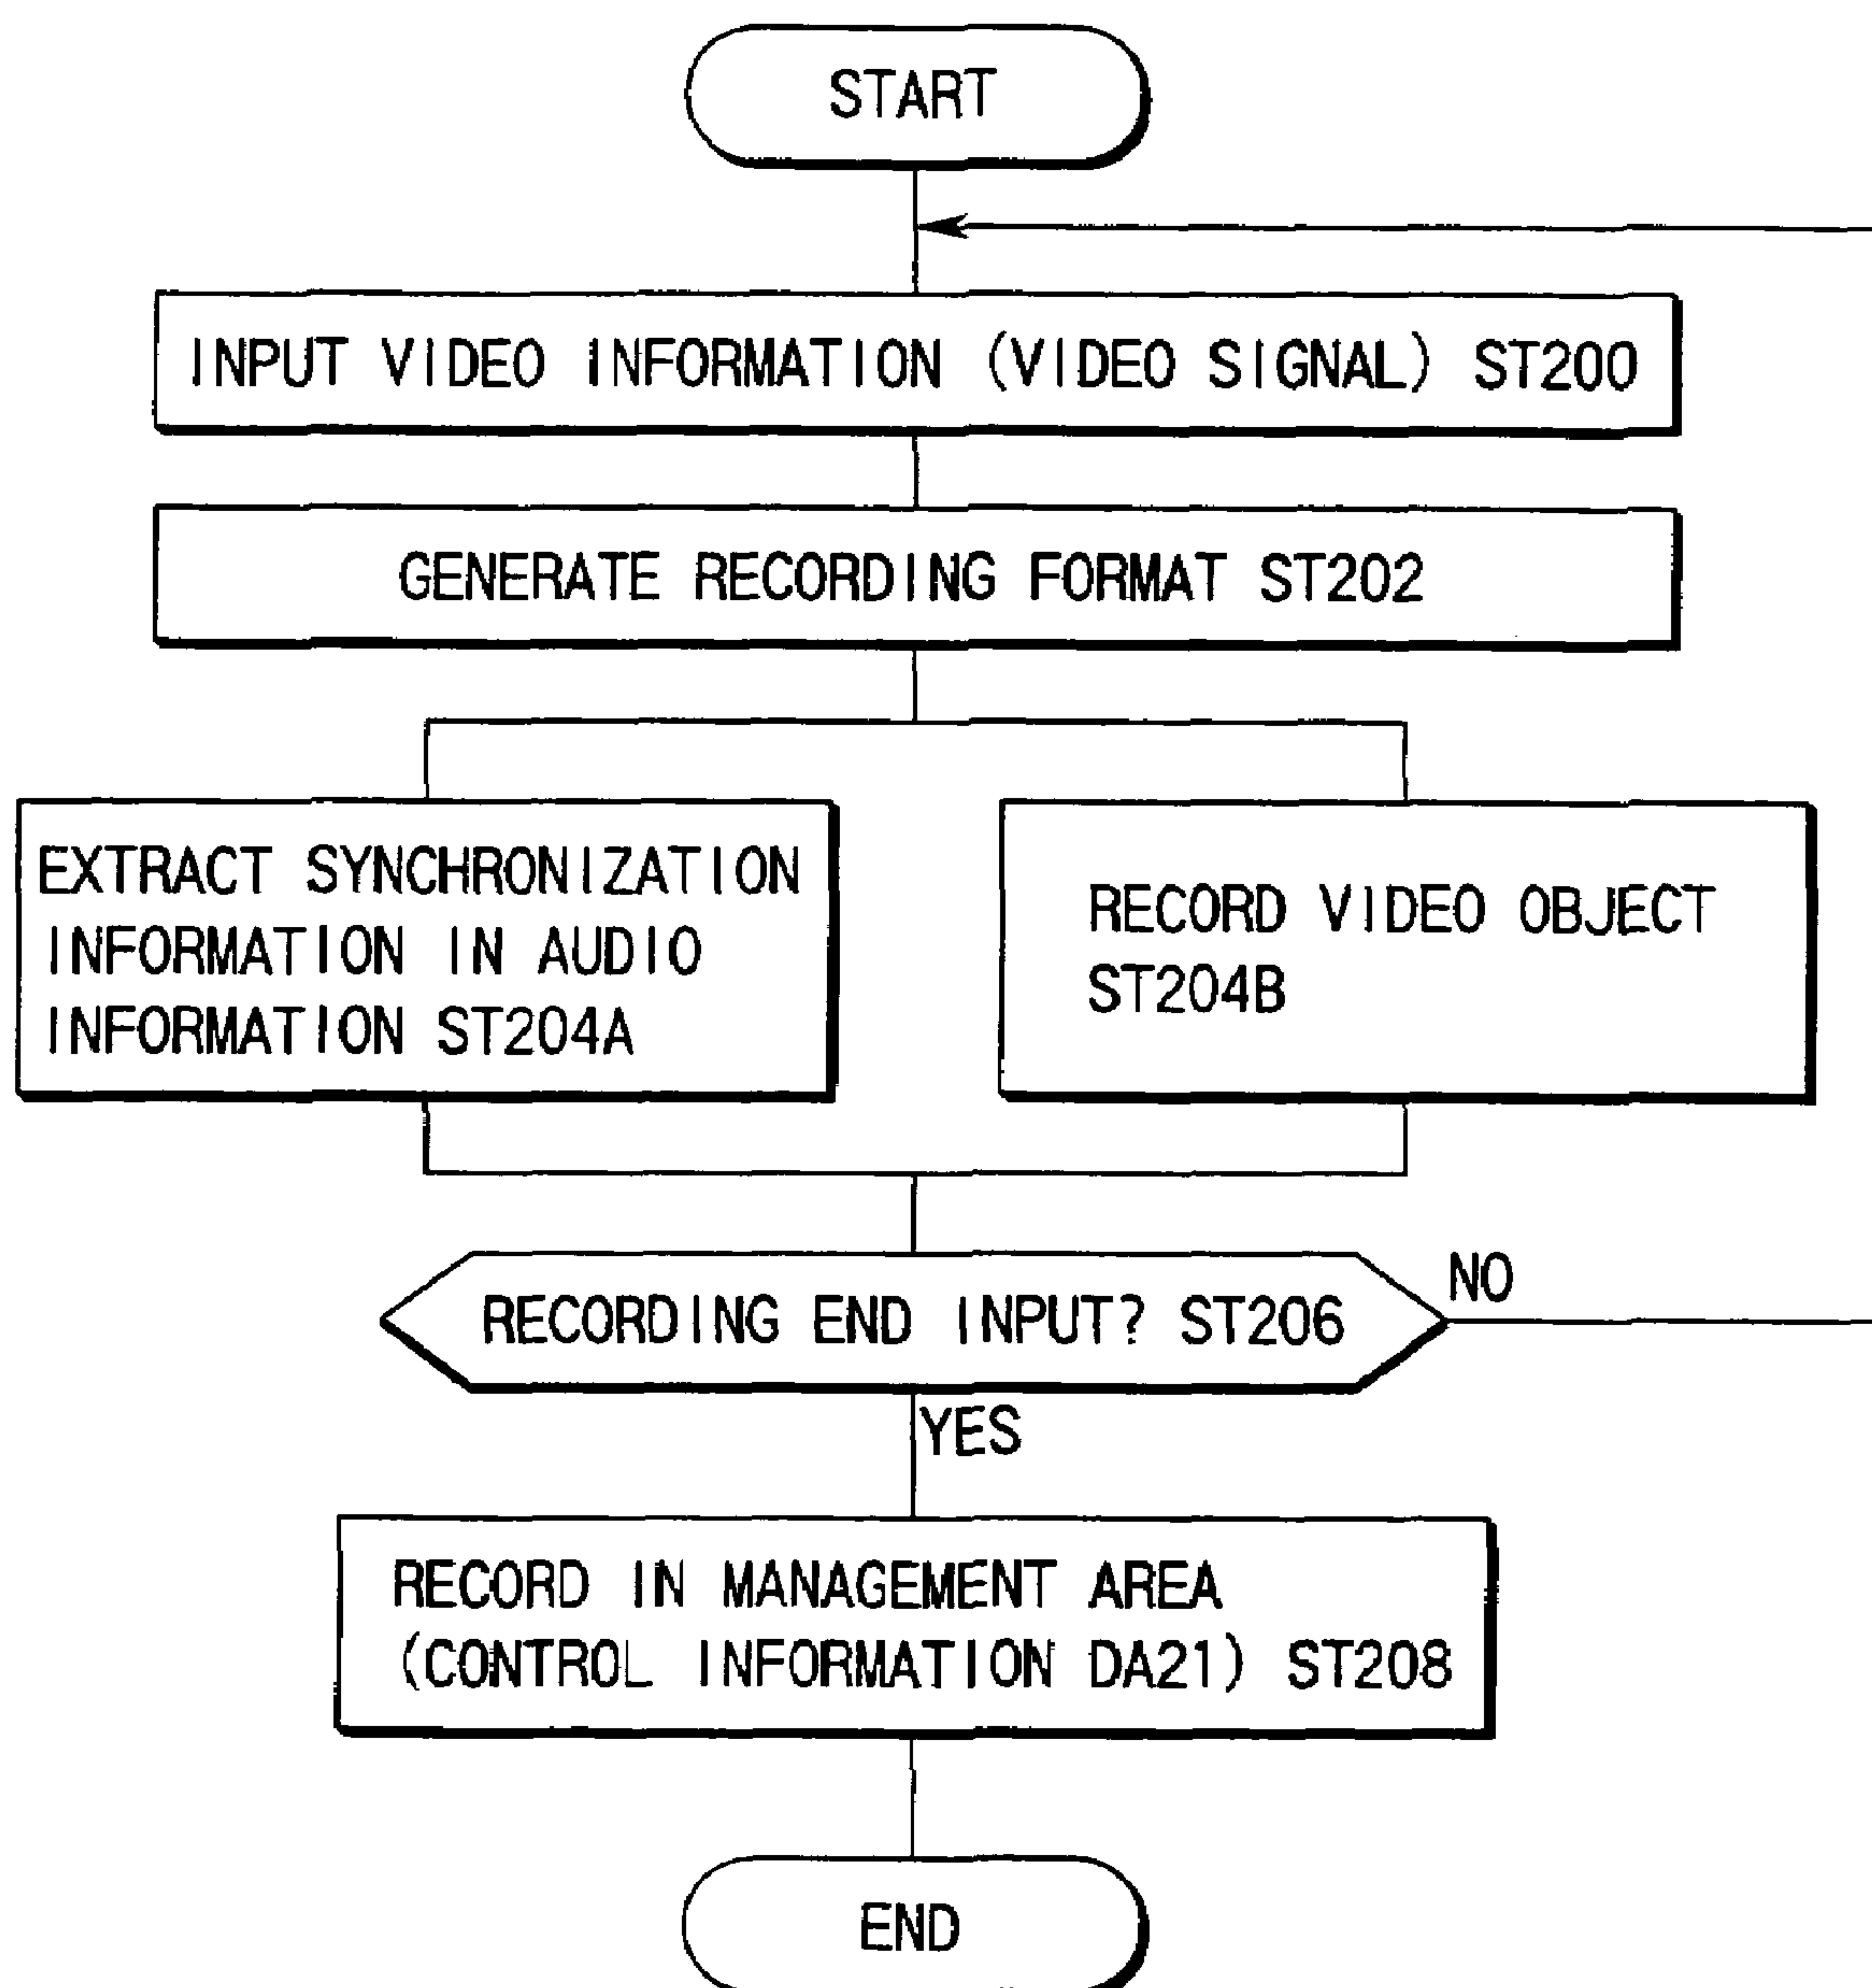 START
INPUT VIDEO INFORMATION (VIDEO SIGNAL) ST200
GENERATE RECORDING FORMAT ST202
EXTRACT SYNCHRONIZATION
INFORMATION IN AUDIO
INFORMATION ST204A
RECORD VIDEO OBJECT
ST204B
RECORDING END INPUT? ST206
NO
YES
RECORD IN MANAGEMENT AREA
(CONTROL INFORMATION DA21) ST208
END